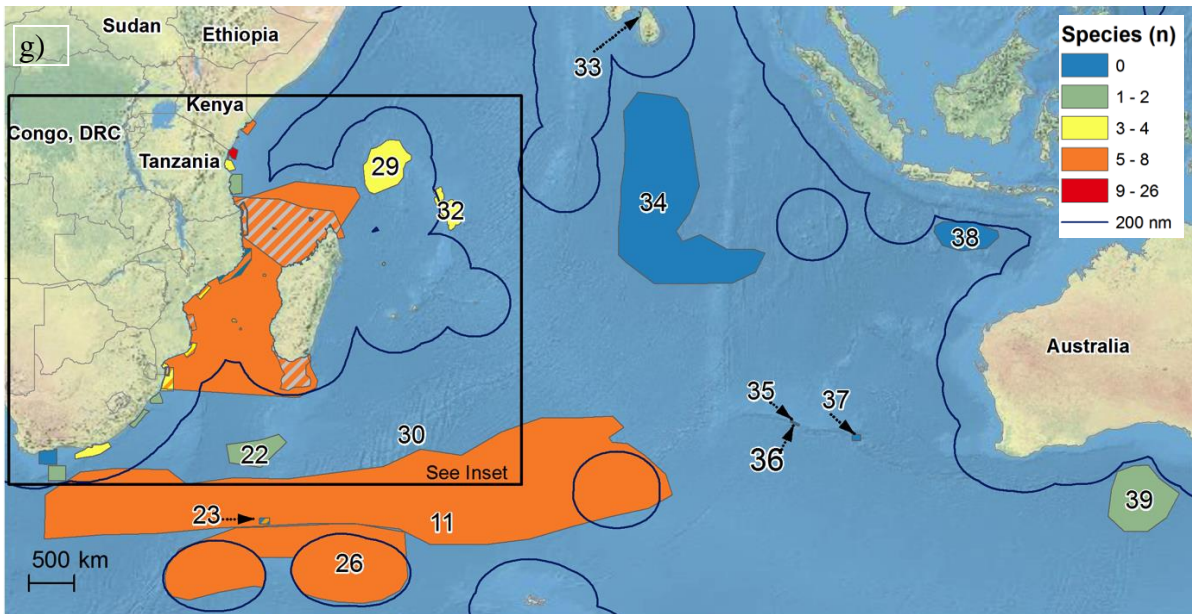 g)
Sudan
Ethiopia
Kenya
Congo, DRC
Tanzania
Australia
Species (n)
0
1 - 2
3 - 4
5 - 8
9 - 26
200 nm
33
29
32
34
38
35
37
36
30
22
See Inset
39
23
11
26
500 km